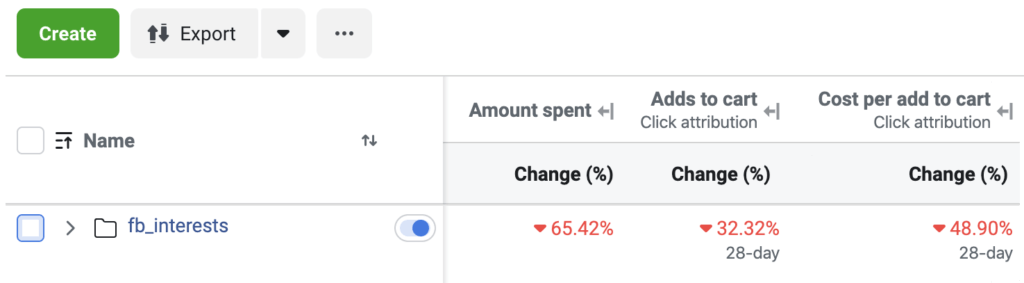 Create
Export
Name
Amount spent
Adds to cart
Click attribution
Cost per add to cart
Click attribution
Change (%)
Change (%)
Change (%)
fb_interests
65.42%
32.32%
28-day
48.90%
28-day